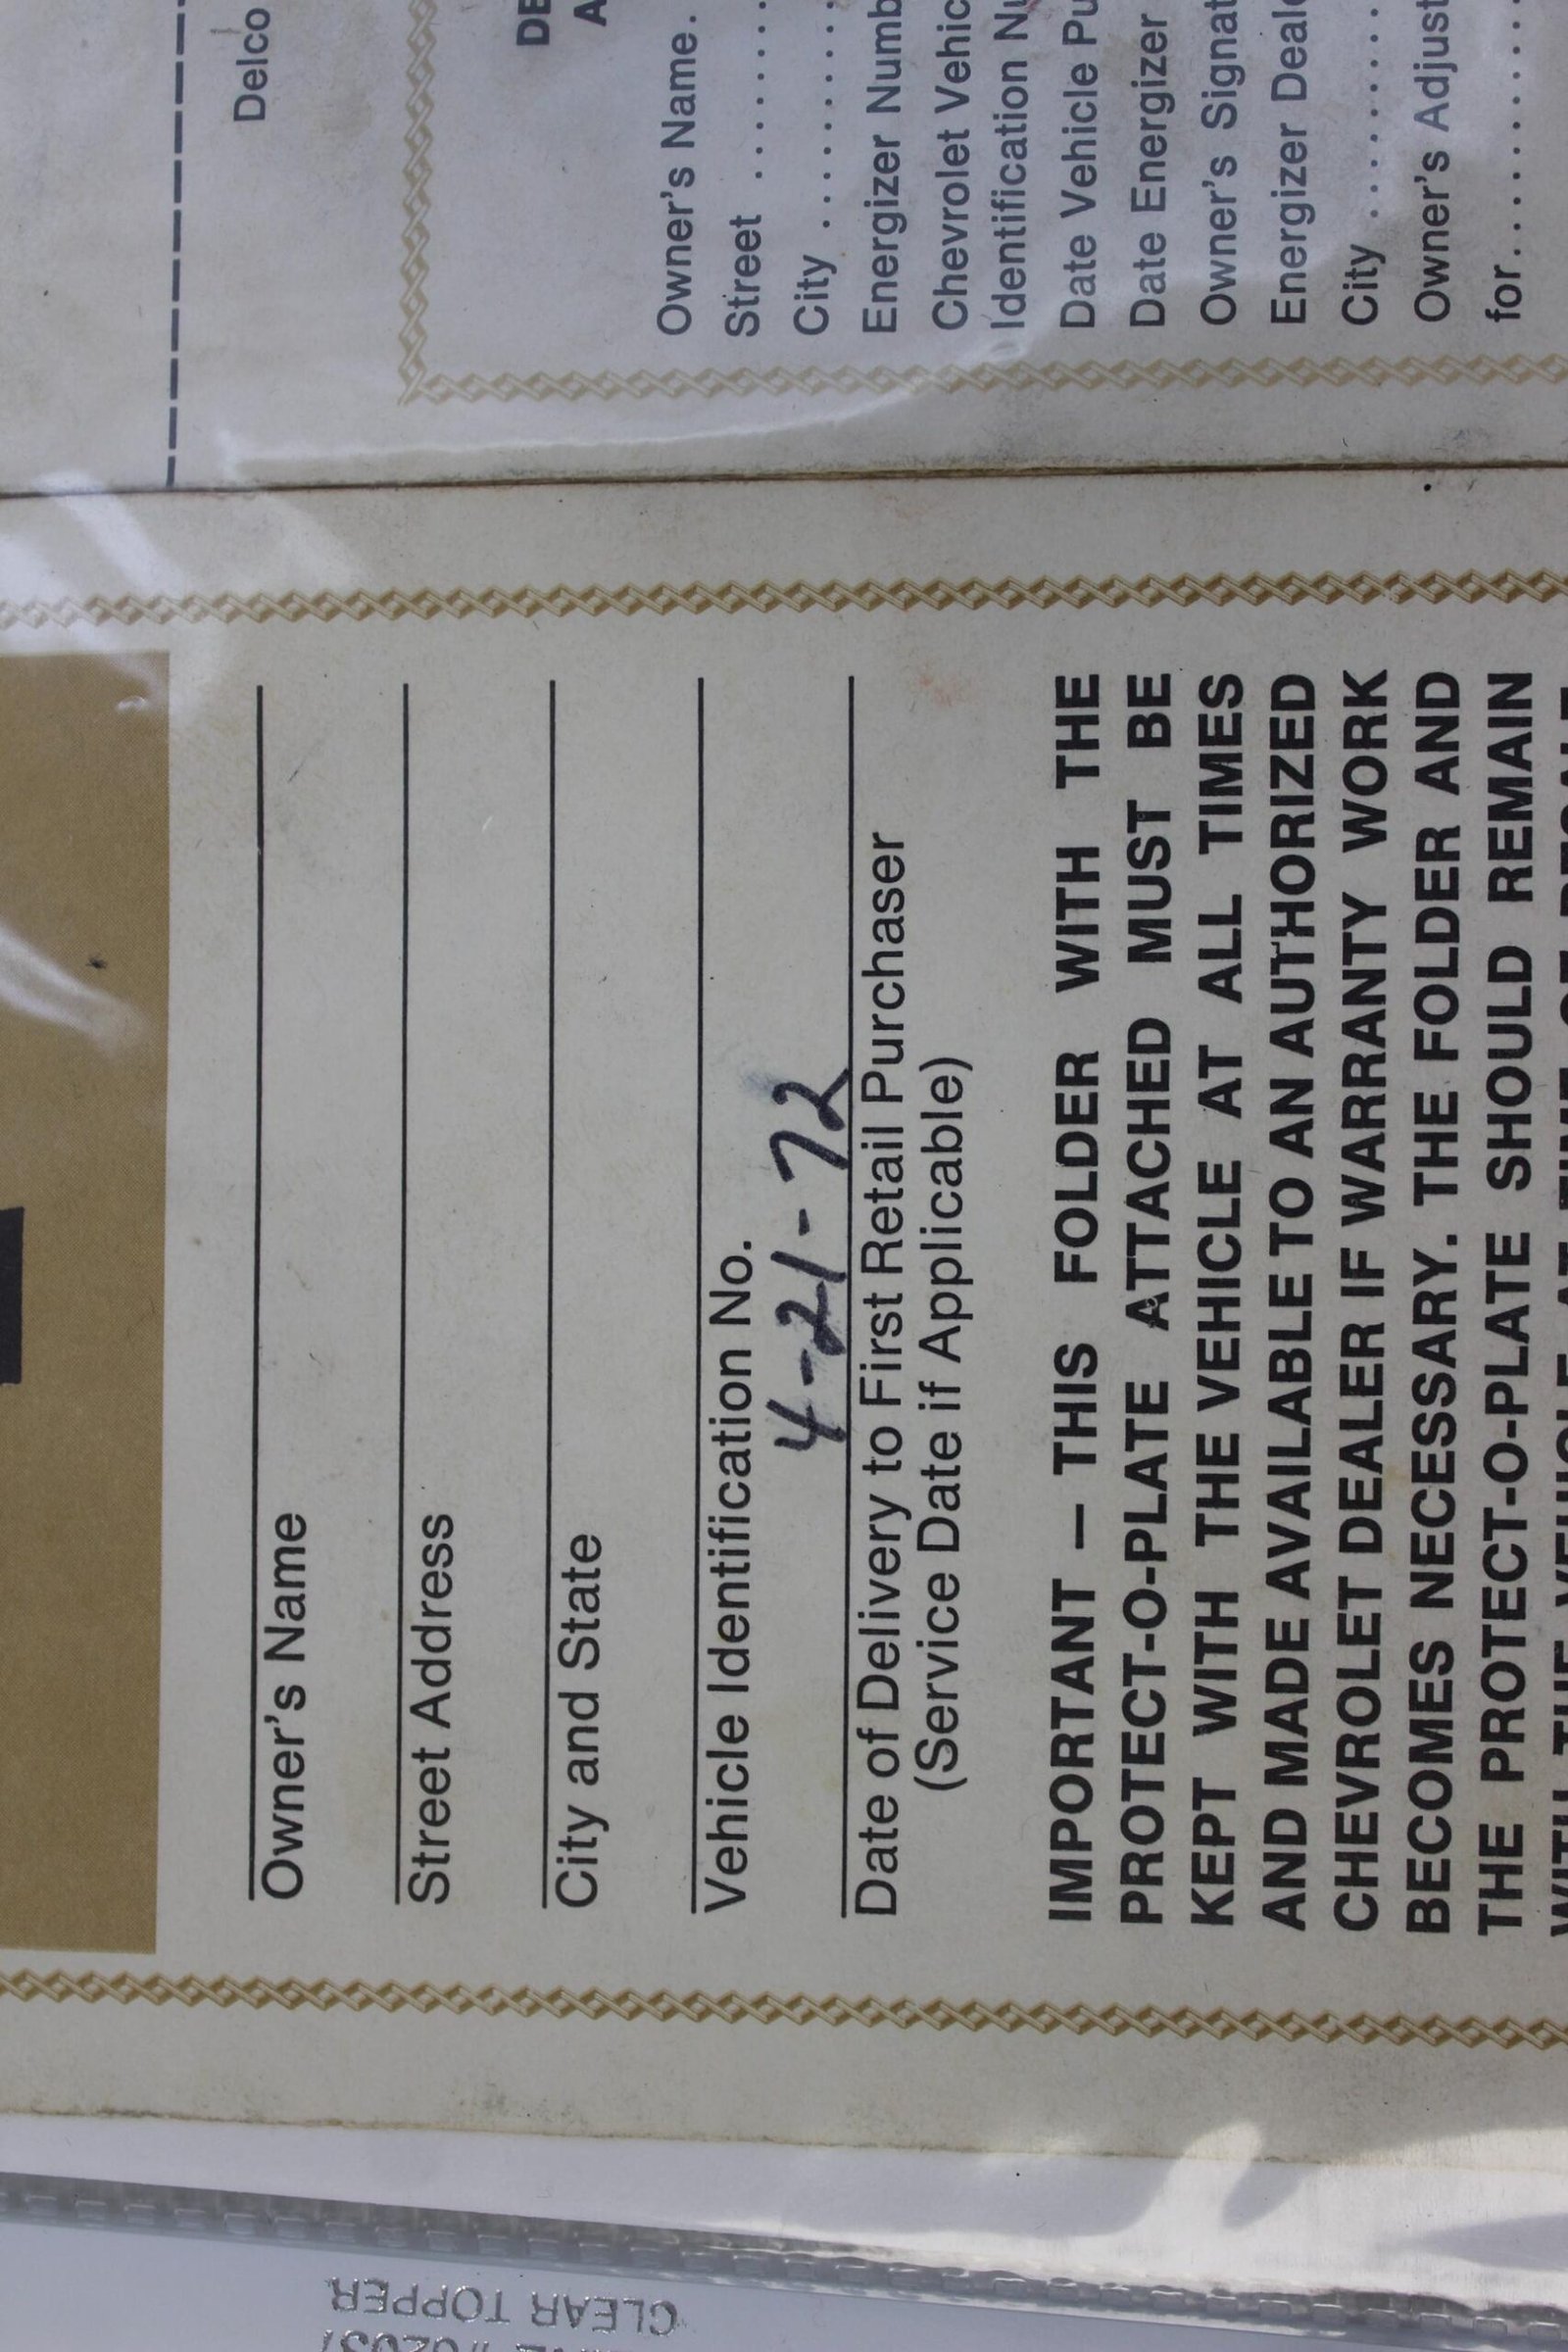 Owner's Name
Street Address
City and State
Vehicle Identification No.
4-21-72
Date of Delivery to First Retail Purchaser
(Service Date if Applicable)
IMPORTANT – THIS FOLDER WITH THE
PROTECT-O-PLATE ATTACHED MUST BE
KEPT WITH THE VEHICLE AT ALL TIMES
AND MADE AVAILABLE TO AN AUTHORIZED
CHEVROLET DEALER IF WARRANTY WORK
BECOMES NECESSARY. THE FOLDER AND
THE PROTECT-O-PLATE SHOULD REMAIN
Delco
DE
A
Owner's Name.
Street ........
City ........
Energizer Numb
Chevrolet Vehic
Identification Nu
Date Vehicle Pu
Date Energizer
Owner's Signat
Energizer Deale
City ........
Owner's Adjust
for........
CLEAR TOPPER